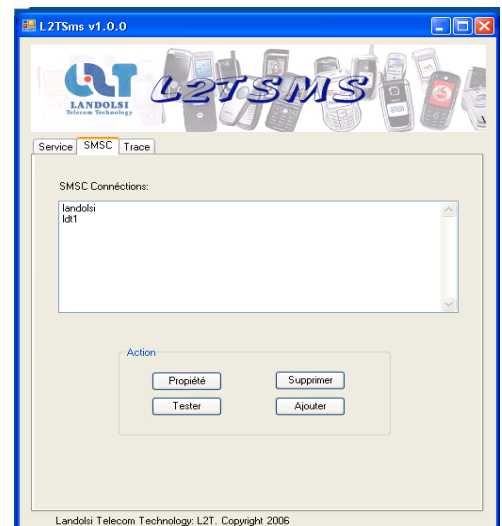 L2TSms v1.0.0
L2T
LANDOLSI
Telecom Technology
L2TSMS
Service SMSC Trace
SMSC Connéctions:
landolsi
ldt1
Action
Propiété Supprimer
Tester Ajouter
Landolsi Telecom Technology: L2T. Copyright 2006